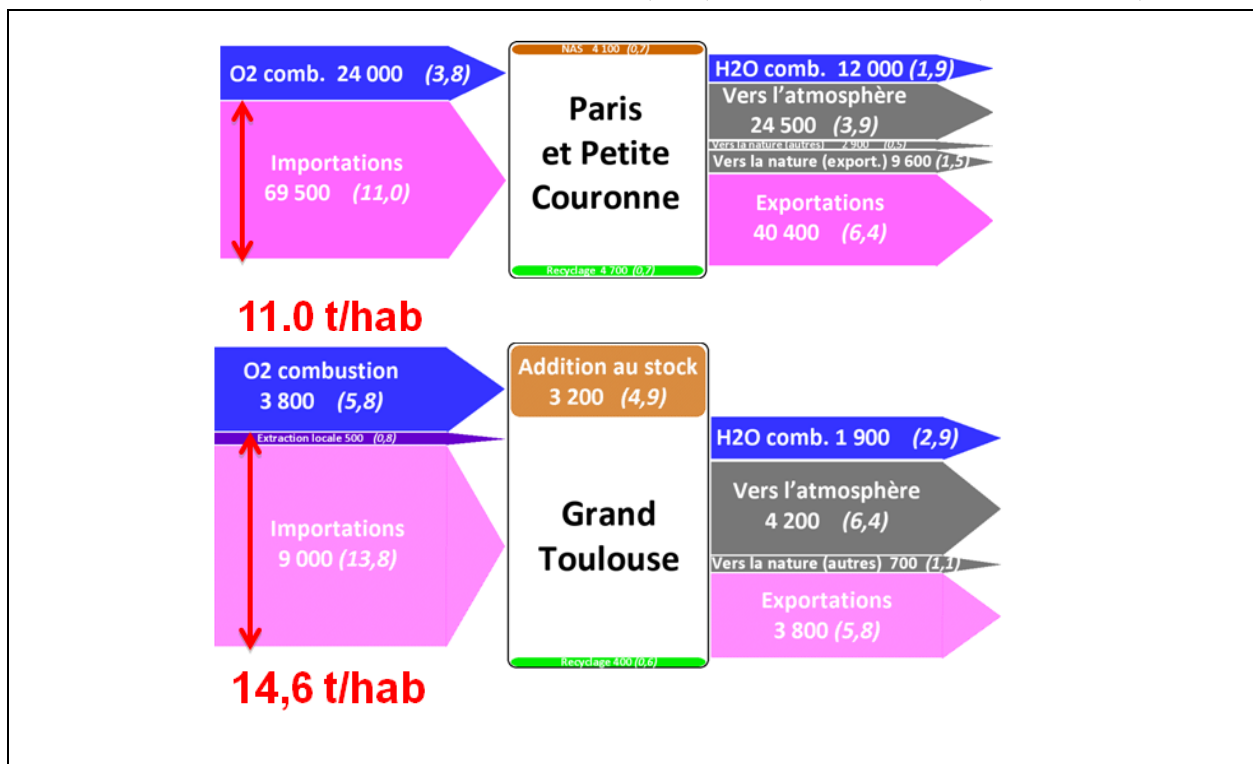 NAS 4 100 (0,7)
O2 comb. 24 000 (3,8)
Importations
69 500 (11,0)
Paris
et Petite
Couronne
Recyclage 4 700 (0,7)
H2O comb. 12 000 (1,9)
Vers l’atmosphère
24 500 (3,9)
Vers la nature (autres) 2 900 (0,5)
Vers la nature (export.) 9 600 (1,5)
Exportations
40 400 (6,4)
11.0 t/hab
O2 combustion
3 800 (5,8)
Extraction locale 500 (0,8)
Importations
9 000 (13,8)
Addition au stock
3 200 (4,9)
Grand
Toulouse
Recyclage 400 (0,6)
H2O comb. 1 900 (2,9)
Vers l’atmosphère
4 200 (6,4)
Vers la nature (autres) 700 (1,1)
Exportations
3 800 (5,8)
14,6 t/hab